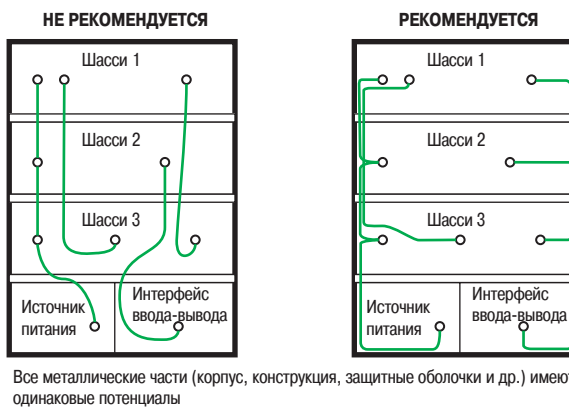 НЕ РЕКОМЕНДУЕТСЯ
Шасси 1
Шасси 2
Шасси 3
Источник
питания
Интерфейс
ввода-вывода
РЕКОМЕНДУЕТСЯ
Шасси 1
Шасси 2
Шасси 3
Источник
питания
Интерфейс
ввода-вывода
Все металлические части (корпус, конструкция, защитные оболочки и др.) имеют
одинаковые потенциалы